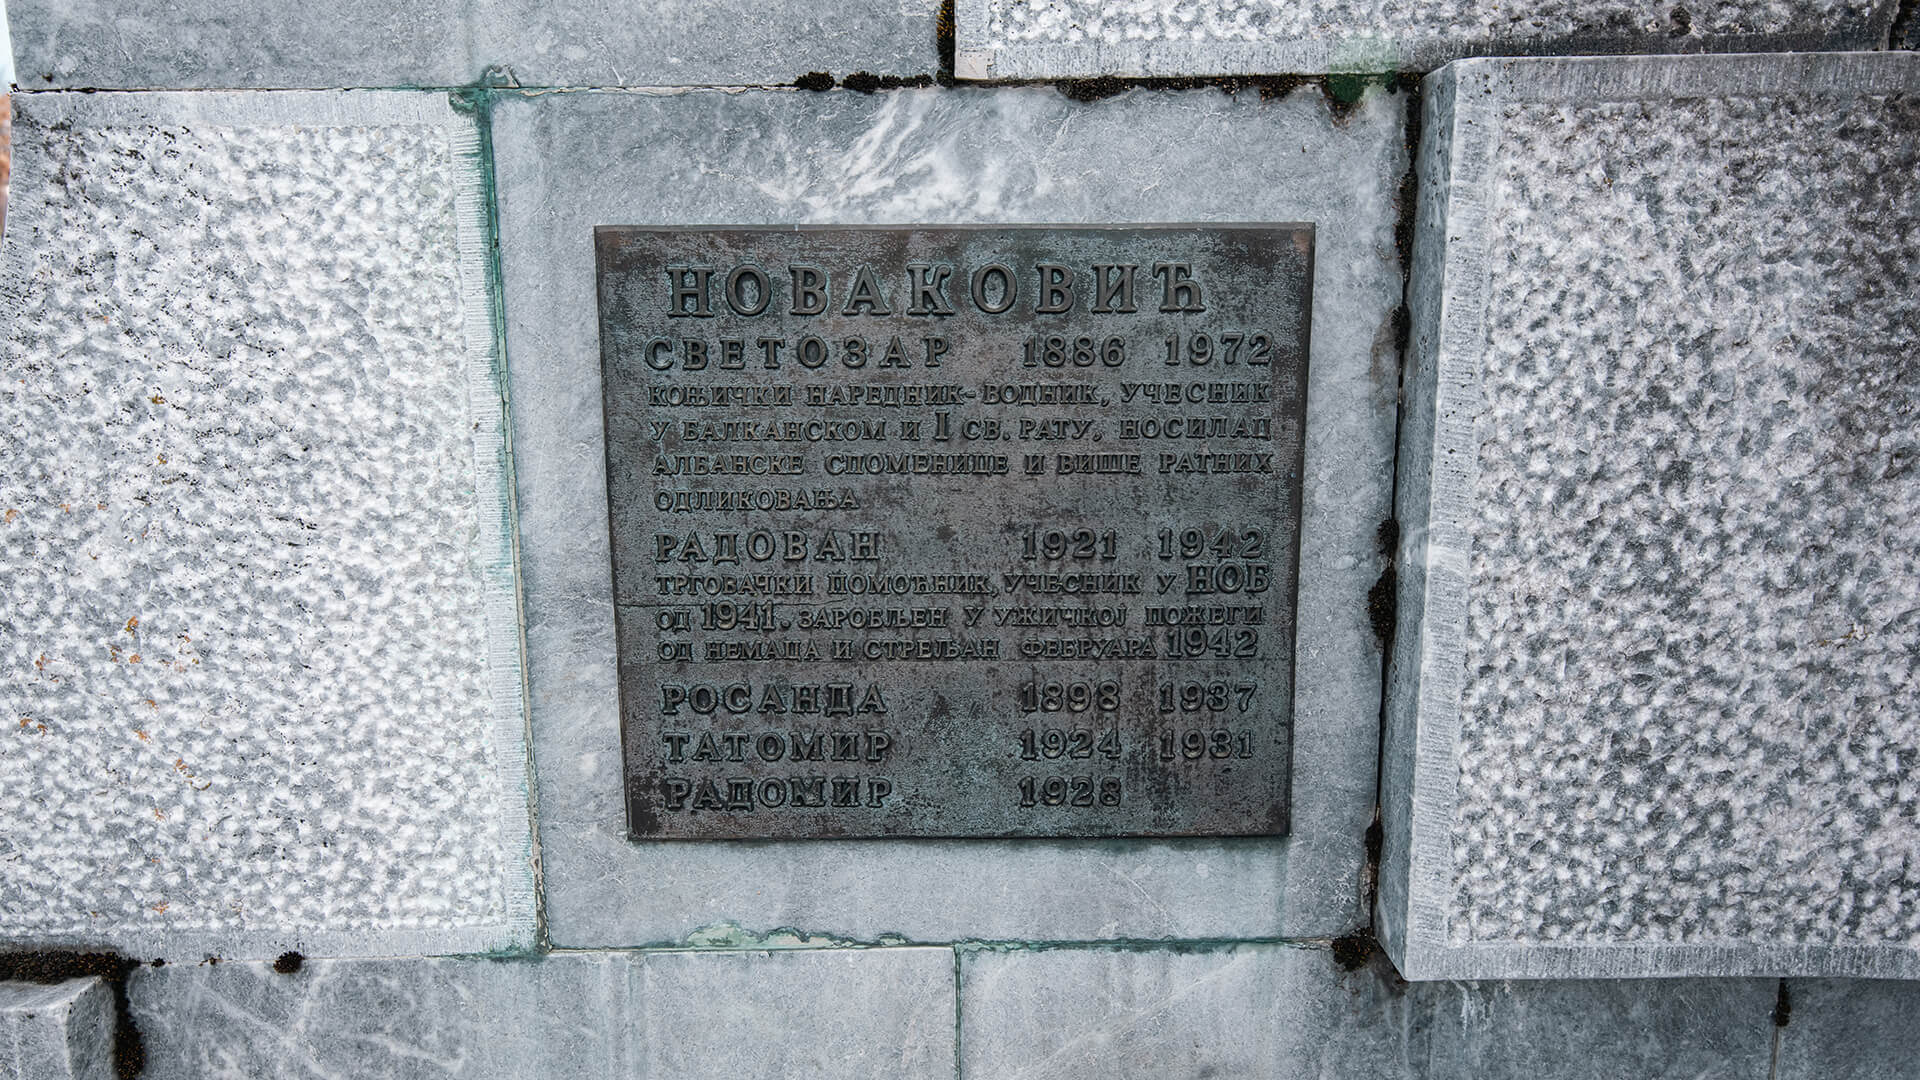 НОВАКОВИЋ
СВЕТОЗАР 1886 1972
КОЊИЧКИ НАРЕДНИК-ВОДНИК, УЧЕСНИК
У БАЛКАНСКОМ И I СВ. РАТУ, НОСИЛАЦ
АЛБАНСКЕ СПОМЕНИЦЕ И ВИШЕ РАТНИХ
ОДЛИКОВАЊА
РАДОВАН 1921 1942
ТРГОВАЧКИ ПОМОЋНИК, УЧЕСНИК У НОБ
ОД 1941. ЗАРОБЉЕН У УЖИЧКОЈ ПОЖЕГИ
ОД НЕМАЦА И СТРЕЉАН ФЕБРУАРА 1942
РОСАНДА 1898 1937
ТАТОМИР 1924 1931
РАДОМИР 1928